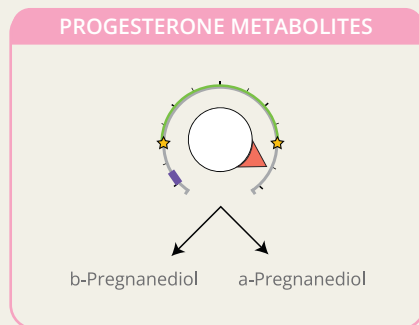 PROGESTERONE METABOLITES
b-Pregnanediol a-Pregnanediol